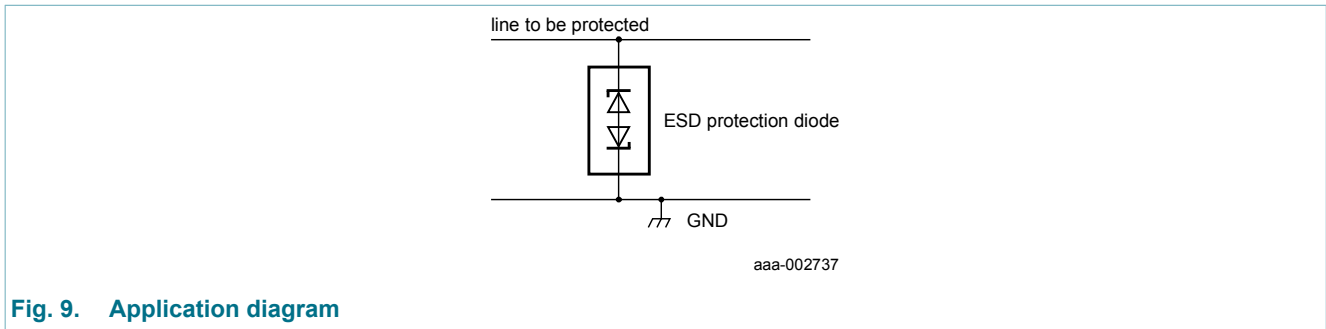 line to be protected
ESD protection diode
GND
aaa-002737
Fig. 9. Application diagram